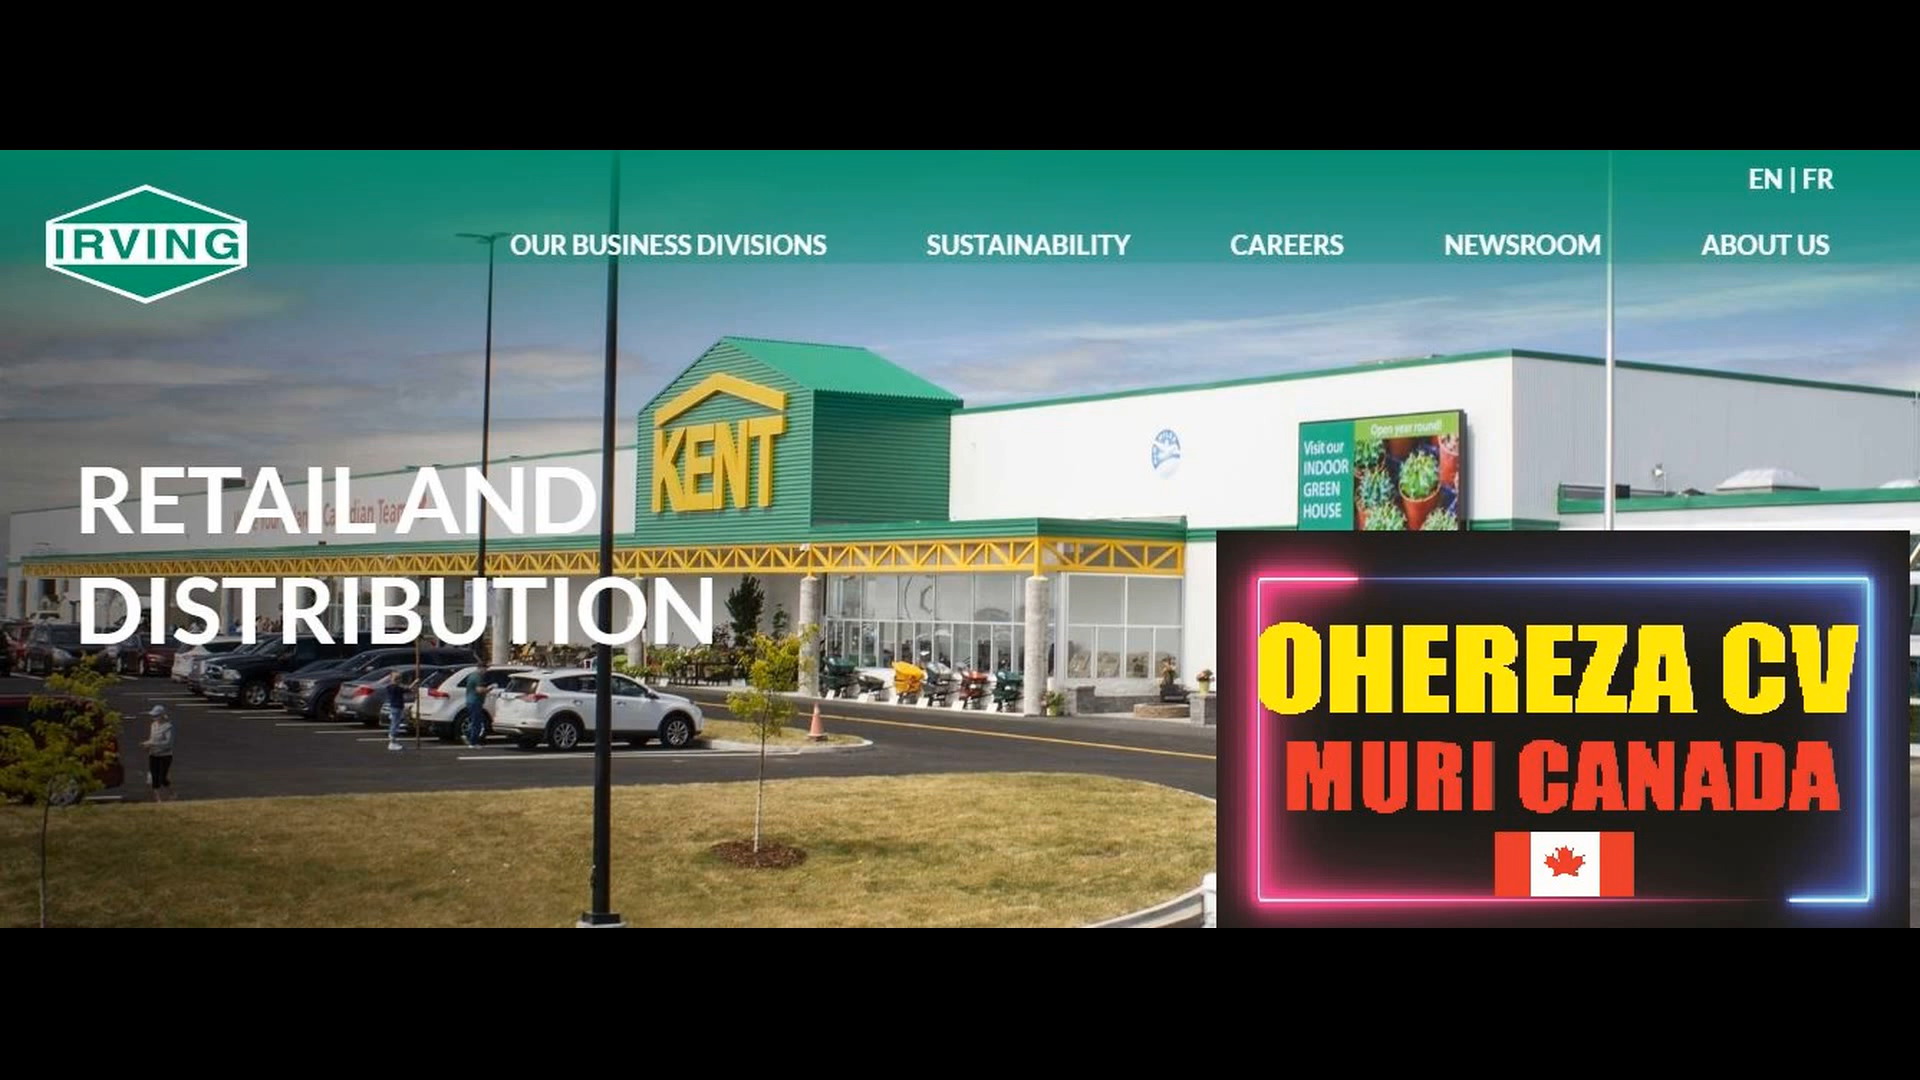 EN | FR
IRVING
OUR BUSINESS DIVISIONS
SUSTAINABILITY
CAREERS
NEWSROOM
ABOUT US
KENT
Open year round!
Visit our
INDOOR
GREEN
HOUSE
RETAIL AND
DISTRIBUTION
OHEREZA CV
MURI CANADA